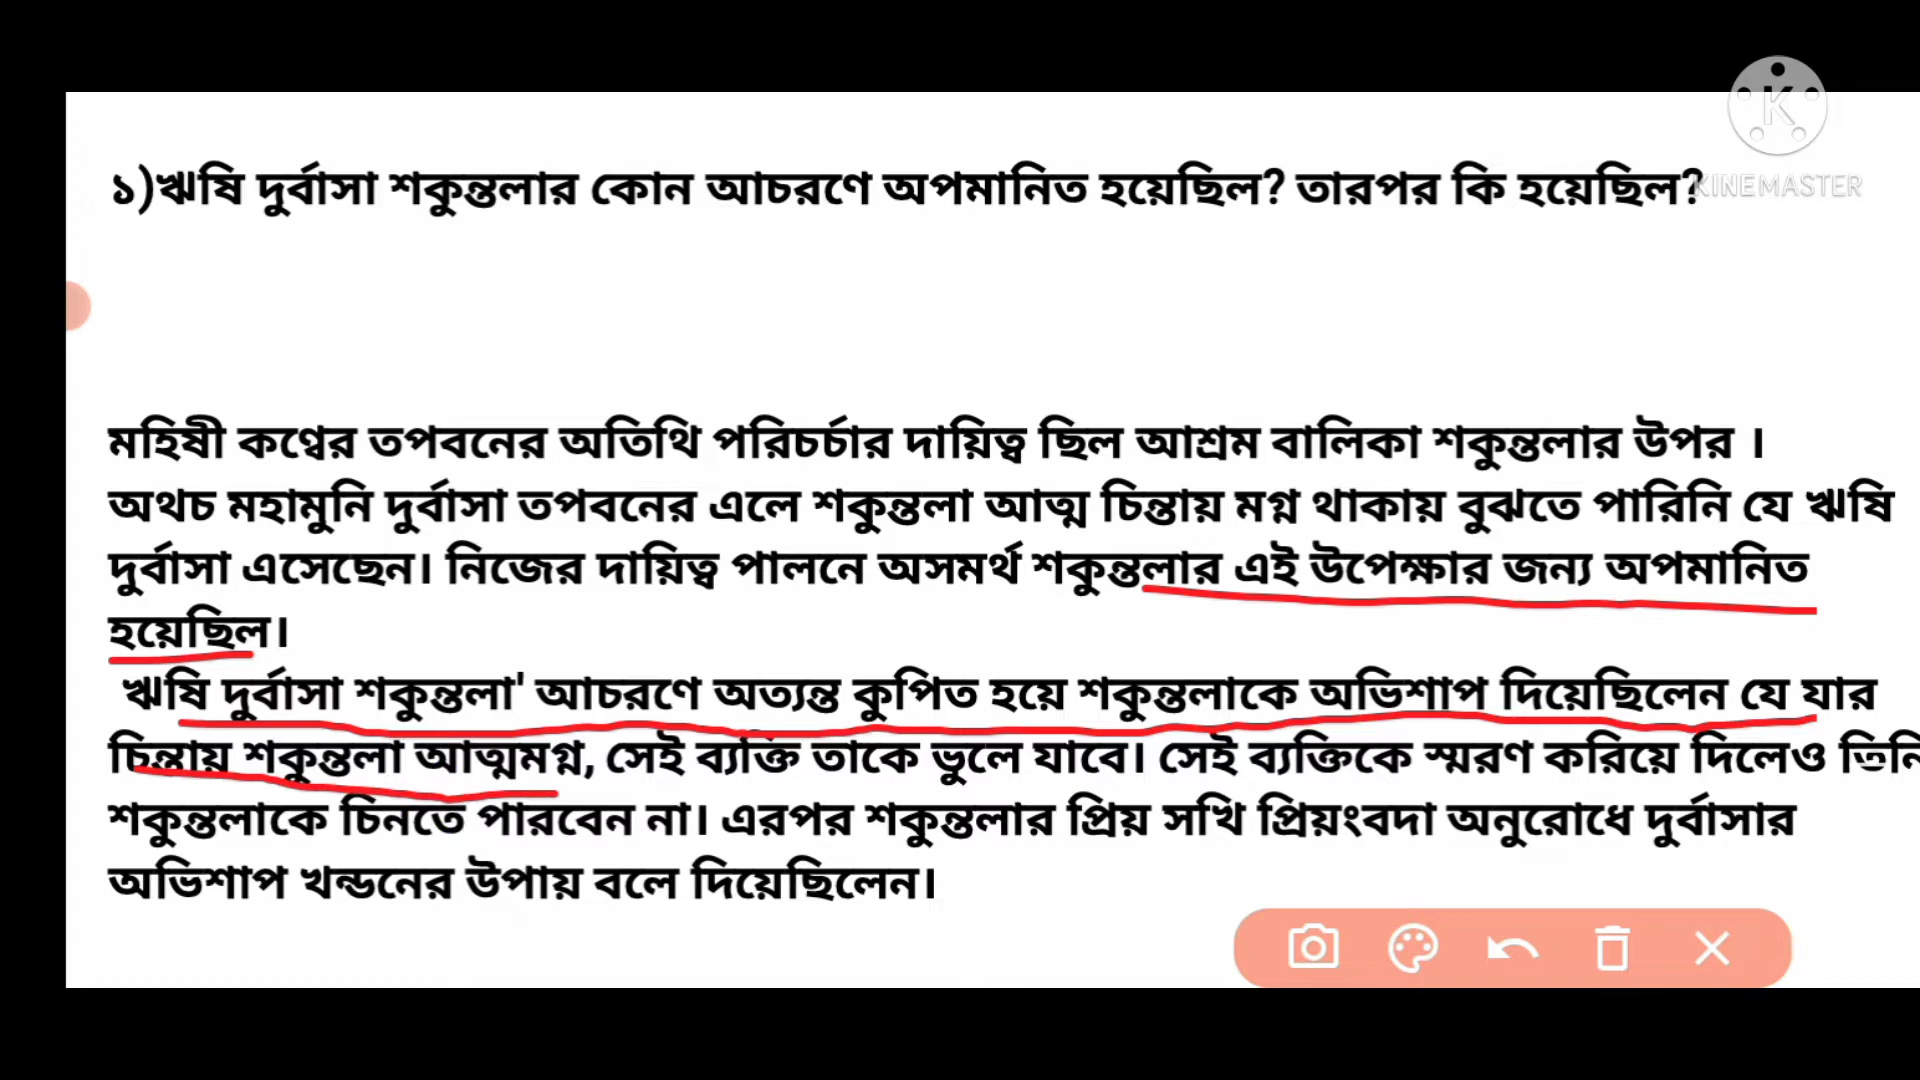 ১)ঋষি দুর্বাসা শকুন্তলার কোন আচরণে অপমানিত হয়েছিল? তারপর কি হয়েছিল?
K
KINEMASTER
মহিষী কণ্বের তপবনের অতিথি পরিচর্চার দায়িত্ব ছিল আশ্রম বালিকা শকুন্তলার উপর ।
অথচ মহামুনি দুর্বাসা তপবনের এলে শকুন্তলা আত্ম চিন্তায় মগ্ন থাকায় বুঝতে পারিনি যে ঋষি
দুর্বাসা এসেছেন। নিজের দায়িত্ব পালনে অসমর্থ শকুন্তলার এই উপেক্ষার জন্য অপমানিত
হয়েছিল।
ঋষি দুর্বাসা শকুন্তলা' আচরণে অত্যন্ত কুপিত হয়ে শকুন্তলাকে অভিশাপ দিয়েছিলেন যে যার
চিন্তায় শকুন্তলা আত্মমগ্ন, সেই ব্যক্তি তাকে ভুলে যাবে। সেই ব্যক্তিকে স্মরণ করিয়ে দিলেও তিনি
শকুন্তলাকে চিনতে পারবেন না। এরপর শকুন্তলার প্রিয় সখি প্রিয়ংবদা অনুরোধে দুর্বাসার
অভিশাপ খন্ডনের উপায় বলে দিয়েছিলেন।